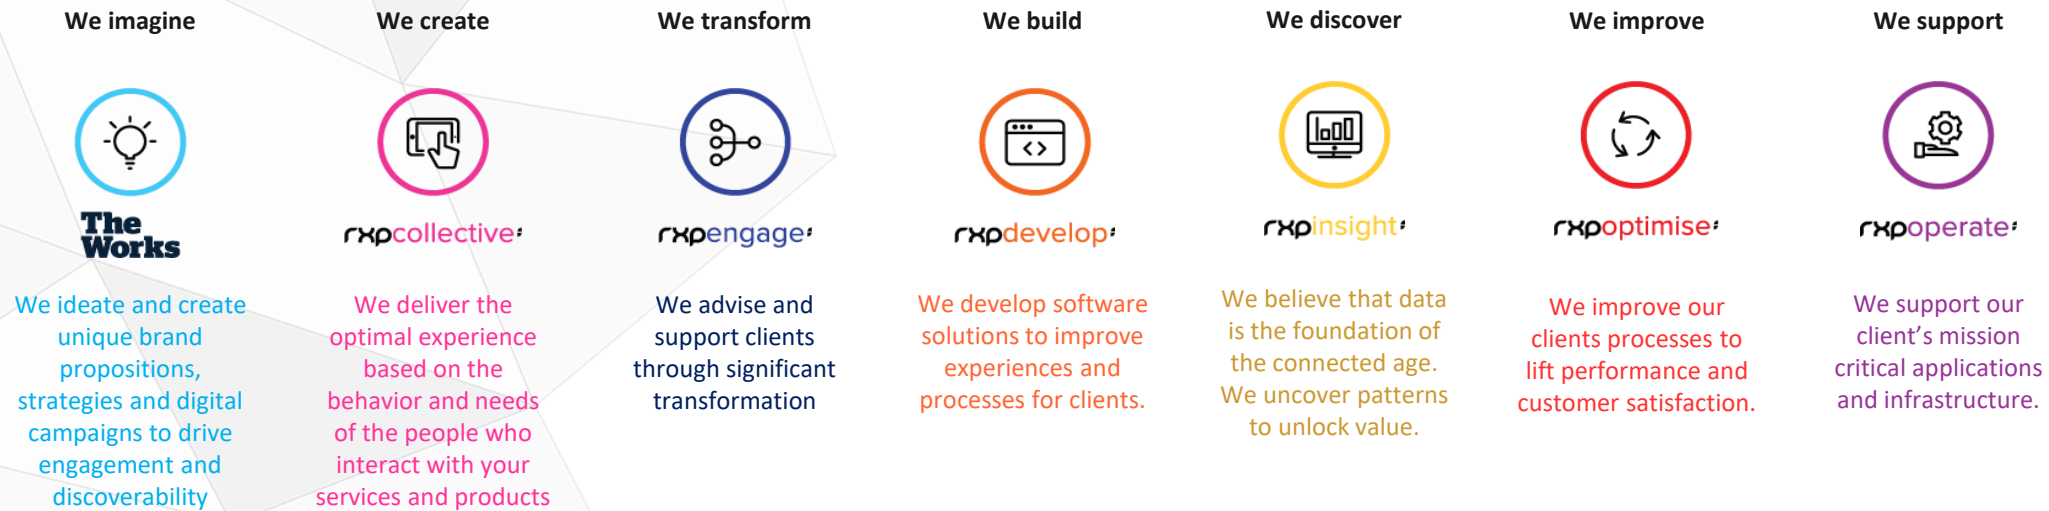 We imagine
The
Works
We ideate and create
unique brand
propositions,
strategies and digital
campaigns to drive
engagement and
discoverability
We create
rxpcollective:
We deliver the
optimal experience
based on the
behavior and needs
of the people who
interact with your
services and products
We transform
rxpengage:
We advise and
support clients
through significant
transformation
We build
rxpdevelop:
We develop software
solutions to improve
experiences and
processes for clients.
We discover
rxpinsight:
We believe that data
is the foundation of
the connected age.
We uncover patterns
to unlock value.
We improve
rxpoptimise:
We improve our
clients processes to
lift performance and
customer satisfaction.
We support
rxpoperate:
We support our
client’s mission
critical applications
and infrastructure.